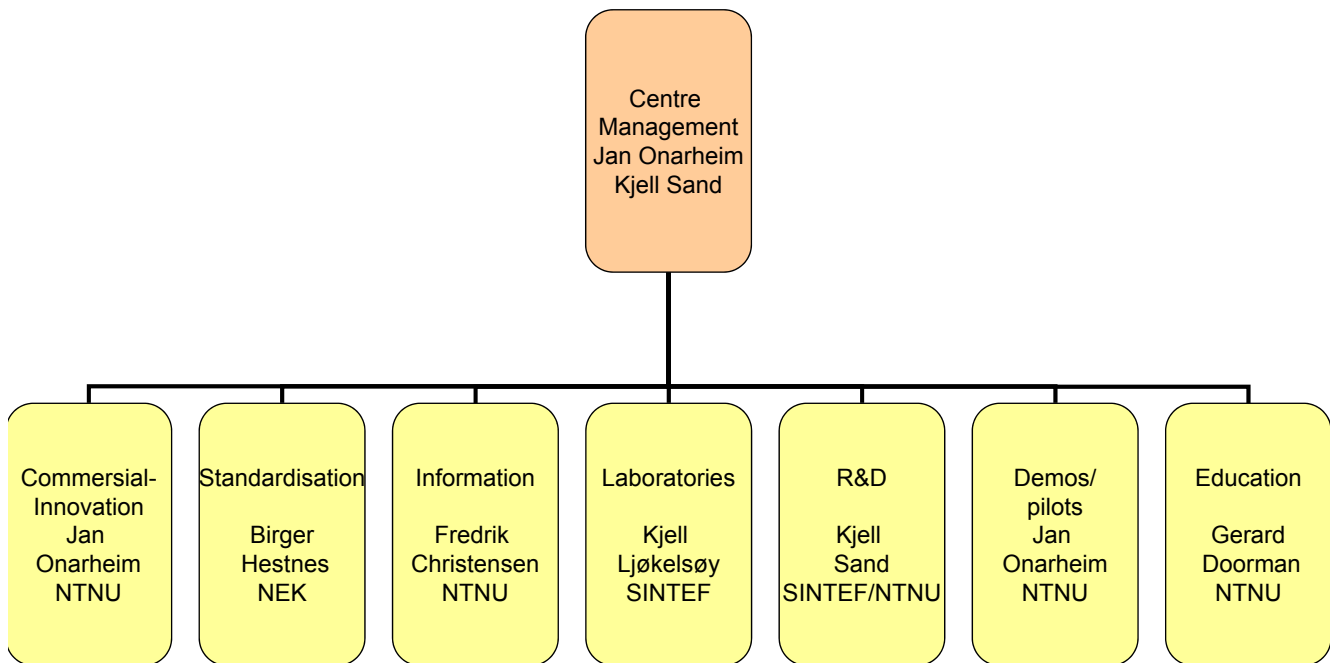 Centre
Management
Jan Onarheim
Kjell Sand
Commersial-
Innovation
Jan
Onarheim
NTNU
Standardisation
Birger
Hestnes
NEK
Information
Fredrik
Christensen
NTNU
Laboratories
Kjell
Ljøkelsøy
SINTEF
R&D
Kjell
Sand
SINTEF/NTNU
Demos/
pilots
Jan
Onarheim
NTNU
Education
Gerard
Doorman
NTNU